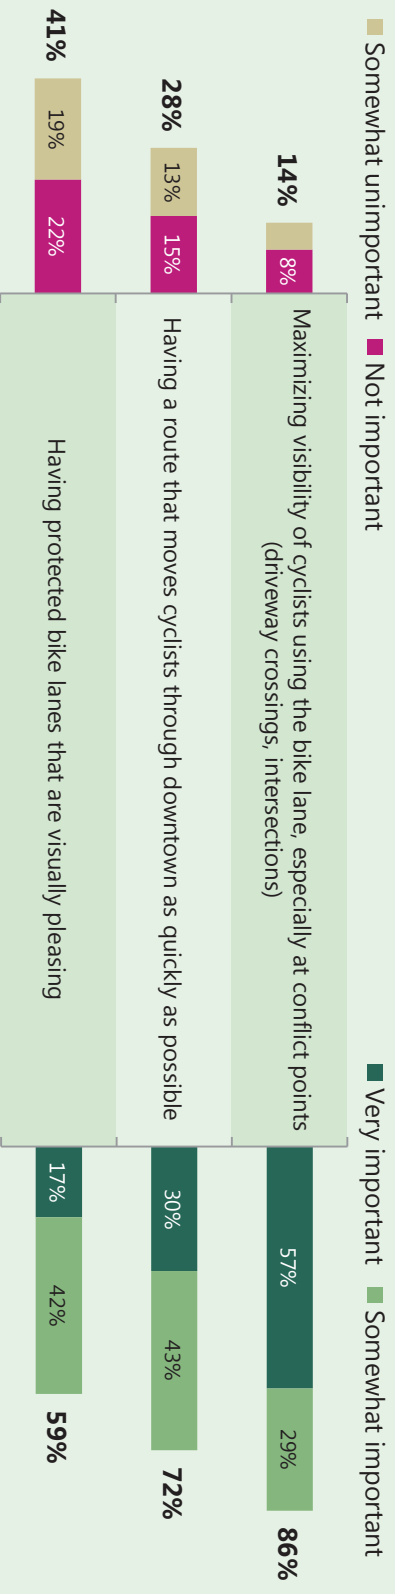 Somewhat unimportant Not important
Very important Somewhat important
14%
8%
Maximizing visibility of cyclists using the bike lane, especially at conflict points
(driveway crossings, intersections)
57%
29%
86%
28%
13%
15%
Having a route that moves cyclists through downtown as quickly as possible
30%
43%
72%
41%
19%
22%
Having protected bike lanes that are visually pleasing
17%
42%
59%